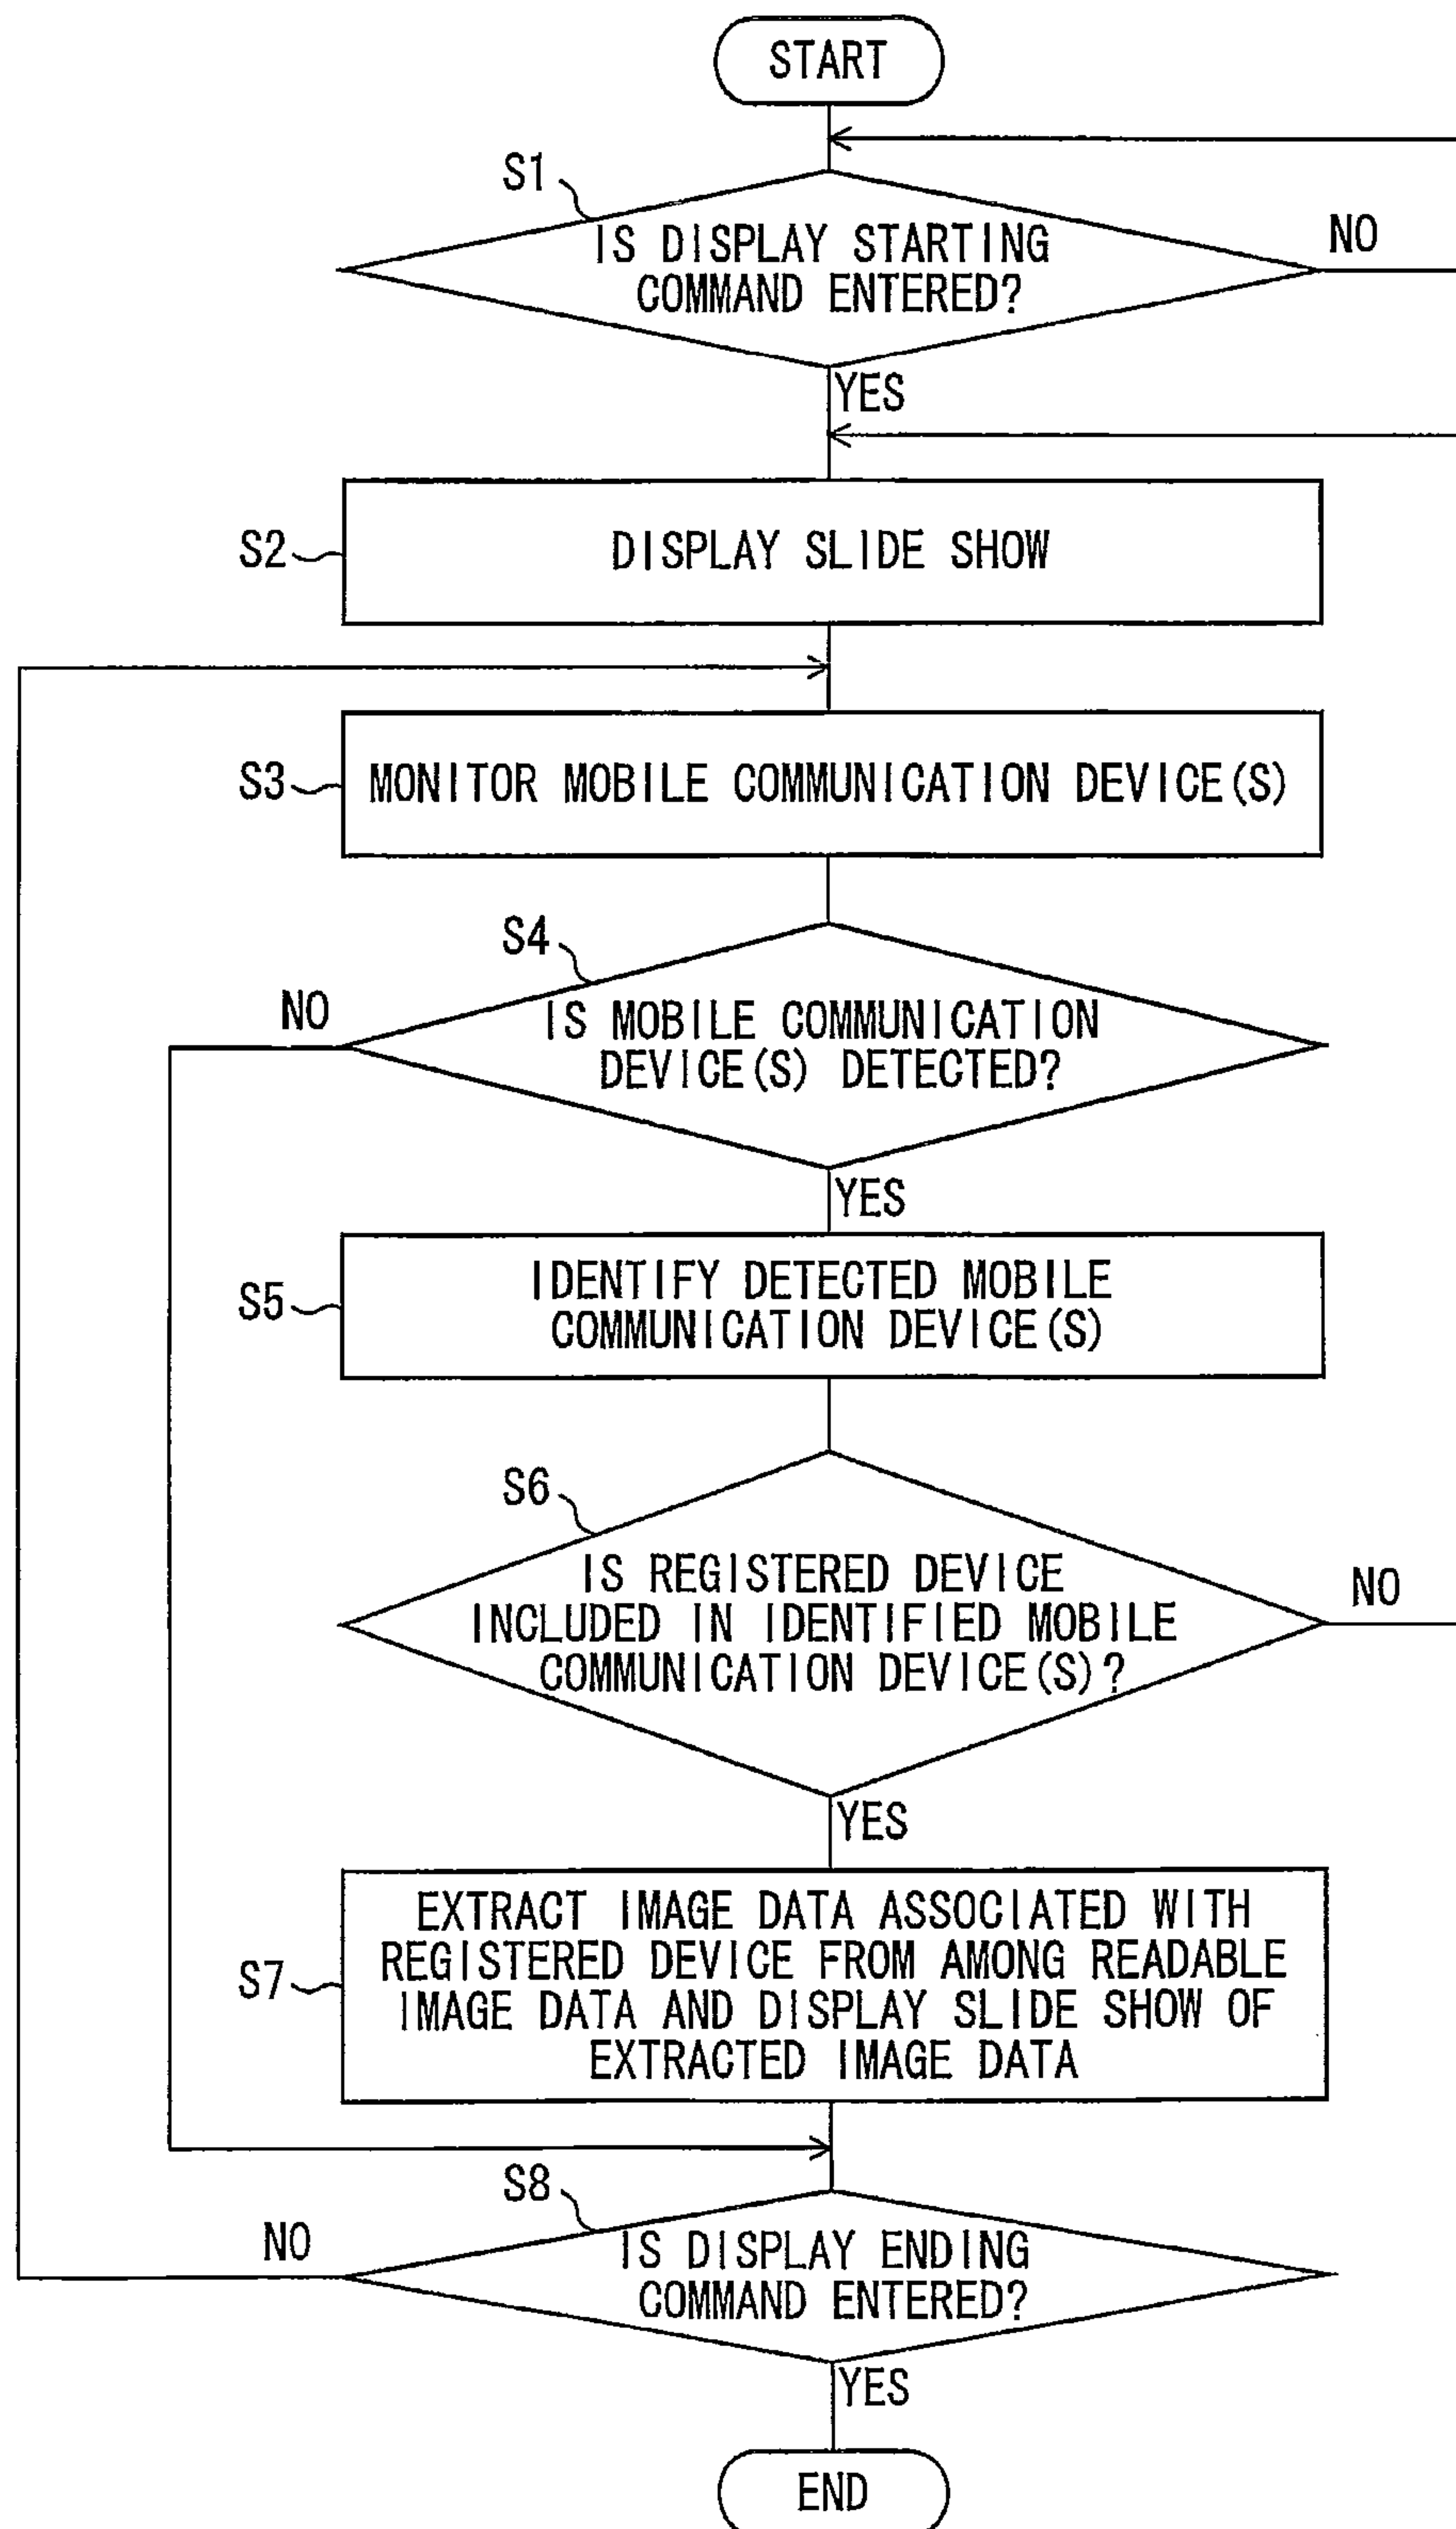 START
S1
IS DISPLAY STARTING
COMMAND ENTERED?
NO
YES
S2
DISPLAY SLIDE SHOW
S3
MONITOR MOBILE COMMUNICATION DEVICE(S)
S4
NO
IS MOBILE COMMUNICATION
DEVICE(S) DETECTED?
YES
S5
IDENTIFY DETECTED MOBILE
COMMUNICATION DEVICE(S)
S6
IS REGISTERED DEVICE
INCLUDED IN IDENTIFIED MOBILE
COMMUNICATION DEVICE(S)?
NO
YES
S7
EXTRACT IMAGE DATA ASSOCIATED WITH
REGISTERED DEVICE FROM AMONG READABLE
IMAGE DATA AND DISPLAY SLIDE SHOW OF
EXTRACTED IMAGE DATA
S8
NO
IS DISPLAY ENDING
COMMAND ENTERED?
YES
END